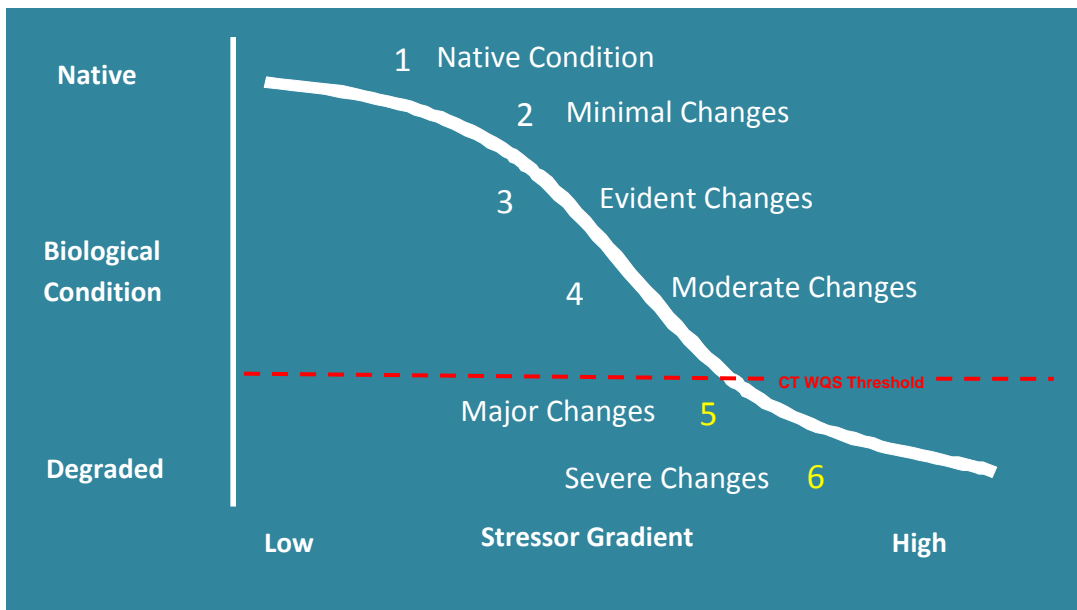 1 Native Condition
Native
2 Minimal Changes
3 Evident Changes
Biological
Condition
4 Moderate Changes
CT WQS Threshold
Major Changes 5
Degraded
Severe Changes 6
Low Stressor Gradient High